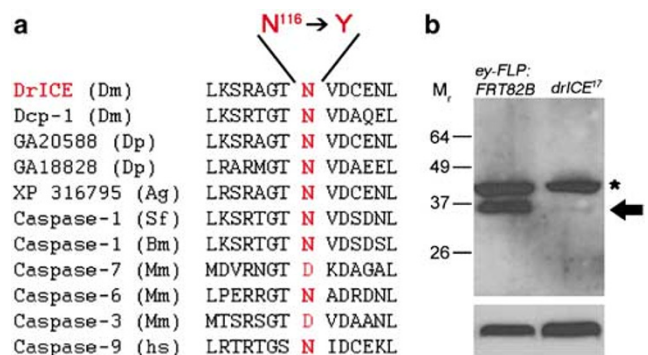 a
N116 → Y
DrICE (Dm) LKSRAGT N VDCENL
Dcp-1 (Dm) LKSRTGT N VDAQEL
GA20588 (Dp) LKSRAGT N VDCENL
GA18828 (Dp) LRARMGT N VDAEEL
XP 316795 (Ag) LRSRAGT N VDCENL
Caspase-1 (Sf) LKSRTGT N VDSDNL
Caspase-1 (Bm) LKSRTGT N VDSDSL
Caspase-7 (Mm) MDVRNGT D KDAGAL
Caspase-6 (Mm) LPERRGT N ADRDNL
Caspase-3 (Mm) MTSRSGT D VDAANL
Caspase-9 (hs) LRTRTGS N IDCEKL
b
ey-FLP:
FRT82B drICE17
Mr
64
49
*
37
26